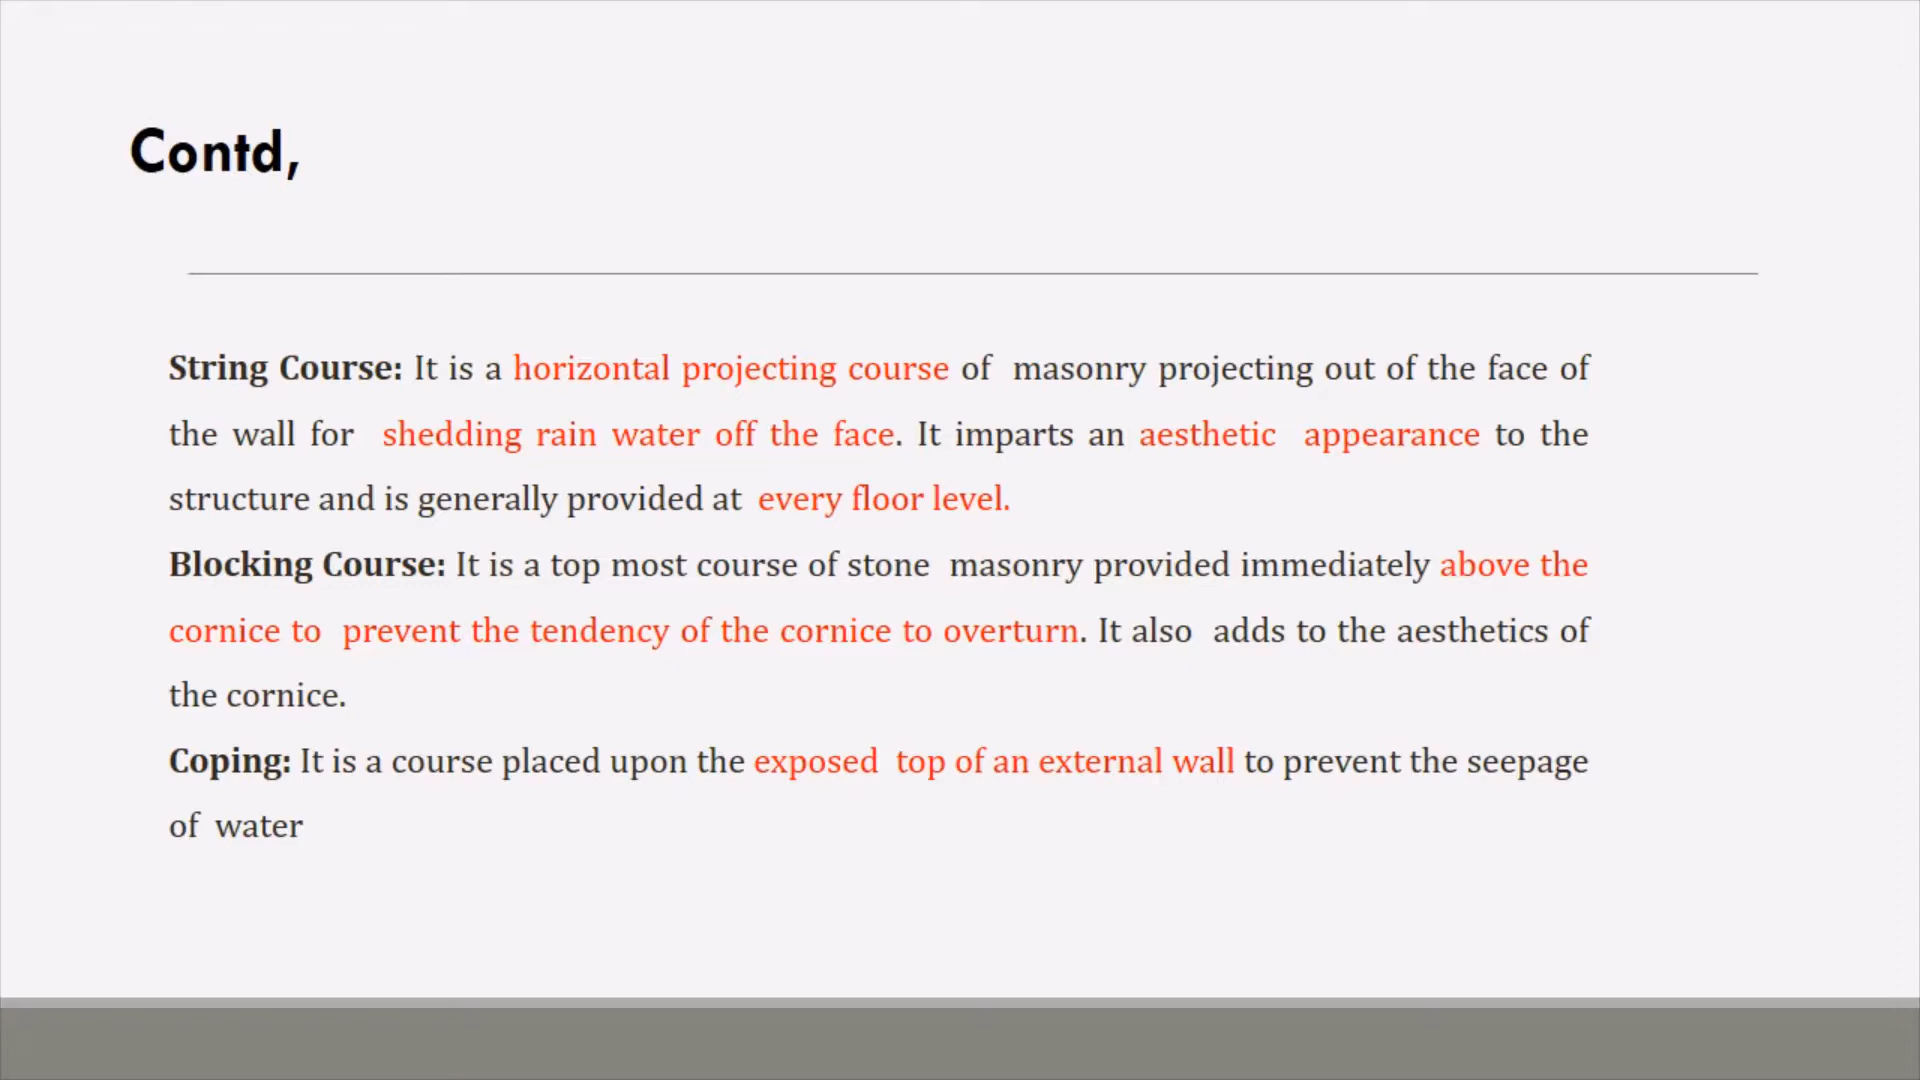 Contd,
String Course: It is a horizontal projecting course of masonry projecting out of the face of
the wall for shedding rain water off the face. It imparts an aesthetic appearance to the
structure and is generally provided at every floor level.
Blocking Course: It is a top most course of stone masonry provided immediately above the
cornice to prevent the tendency of the cornice to overturn. It also adds to the aesthetics of
the cornice.
Coping: It is a course placed upon the exposed top of an external wall to prevent the seepage
of water